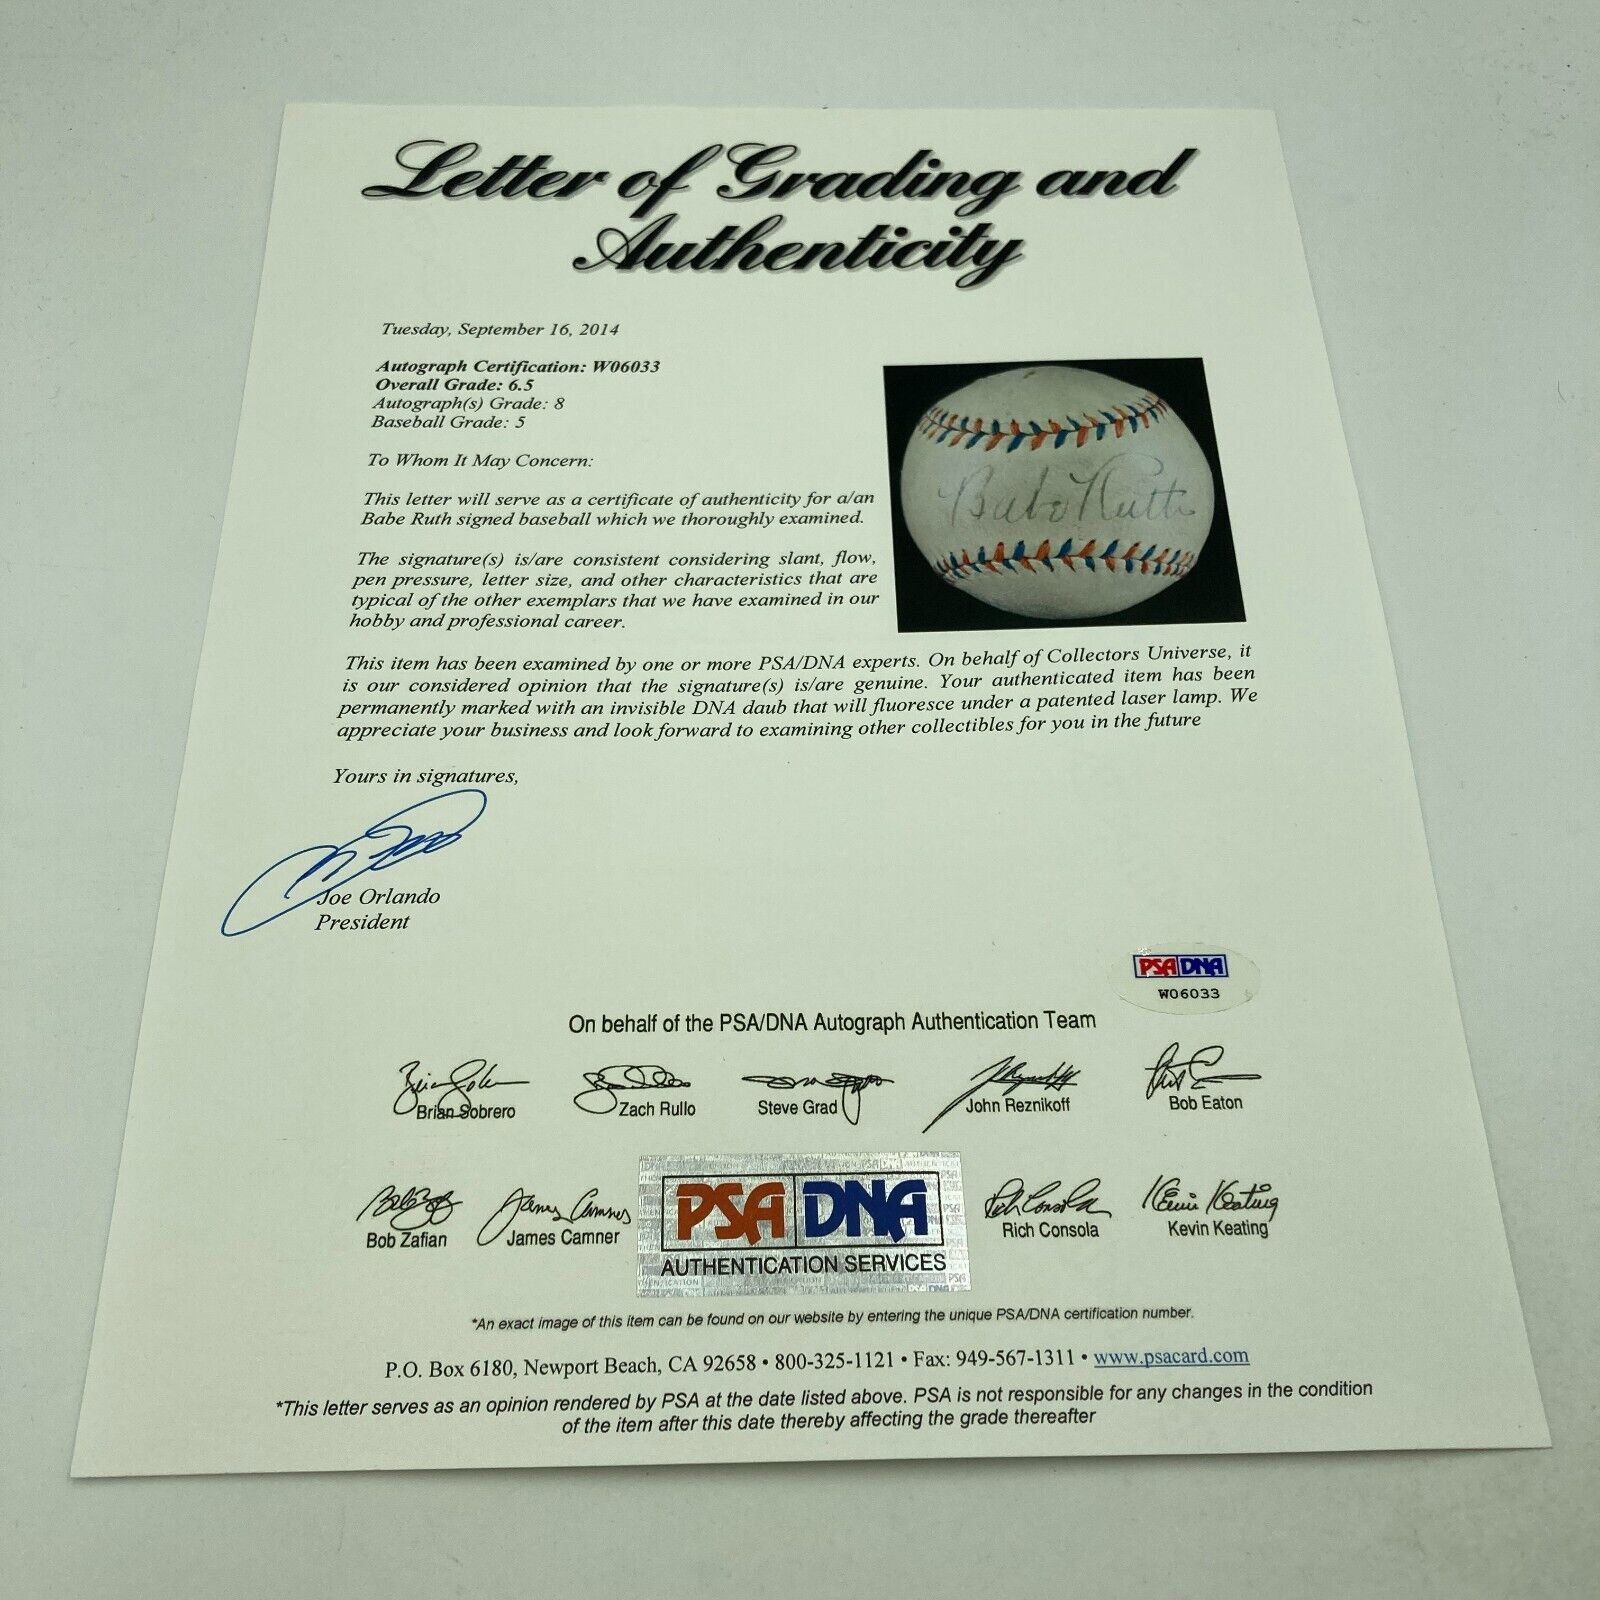 Letter of Grading and
Authenticity
Tuesday, September 16, 2014
Autograph Certification: W06033
Overall Grade: 6.5
Autograph(s) Grade: 8
Baseball Grade: 5
To Whom It May Concern:
This letter will serve as a certificate of authenticity for a/an
Babe Ruth signed baseball which we thoroughly examined.
The signature(s) is/are consistent considering slant, flow,
pen pressure, letter size, and other characteristics that are
typical of the other exemplars that we have examined in our
hobby and professional career.
Babe Ruth
This item has been examined by one or more PSA/DNA experts. On behalf of Collectors Universe, it
is our considered opinion that the signature(s) is/are genuine. Your authenticated item has been
permanently marked with an invisible DNA daub that will fluoresce under a patented laser lamp. We
appreciate your business and look forward to examining other collectibles for you in the future
Yours in signatures,
Joe Orlando
President
PSA DNA
W06033
On behalf of the PSA/DNA Autograph Authentication Team
Brian Sobrero Zach Rullo Steve Grad John Reznikoff Bob Eaton
Bob Zafian James Camner Rich Consola Kevin Keating
PSA DNA
AUTHENTICATION SERVICES
*An exact image of this item can be found on our website by entering the unique PSA/DNA certification number.
P.O. Box 6180, Newport Beach, CA 92658 • 800-325-1121 • Fax: 949-567-1311 • www.psacard.com
*This letter serves as an opinion rendered by PSA at the date listed above. PSA is not responsible for any changes in the condition
of the item after this date thereby affecting the grade thereafter